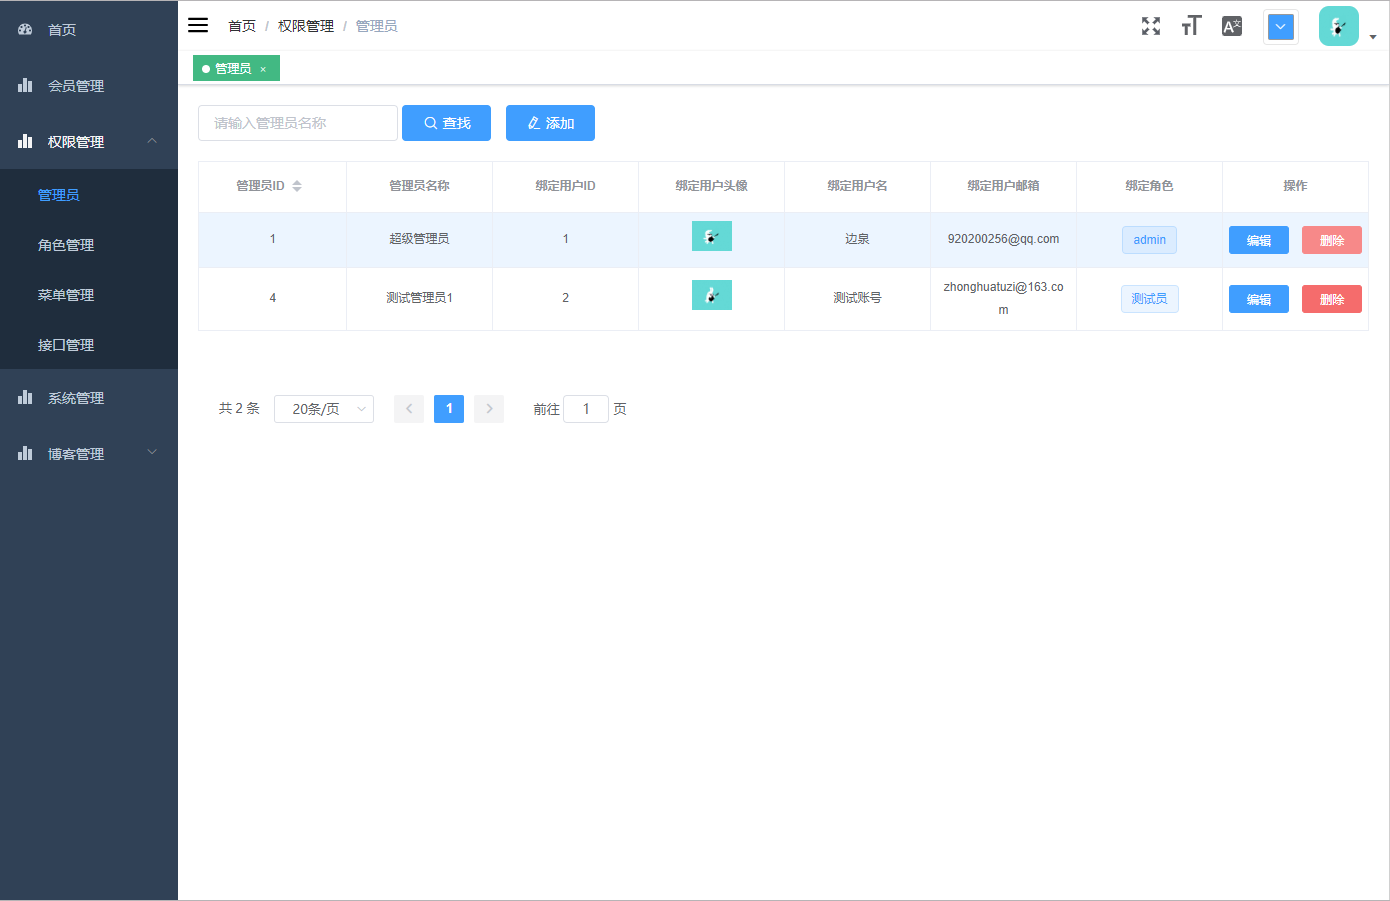 首页
会员管理
权限管理
管理员
角色管理
菜单管理
接口管理
系统管理
博客管理
首页 / 权限管理 / 管理员
管理员 ×
请输入管理员名称 查找 添加
管理员ID 管理员名称 绑定用户ID 绑定用户头像 绑定用户名 绑定用户邮箱 绑定角色 操作
1 超级管理员 1 边泉 920200256@qq.com admin 编辑 删除
4 测试管理员1 2 测试账号 zhonghuatuzi@163.co 测试员 编辑 删除
m
共 2 条 20条/页 1 前往 1 页